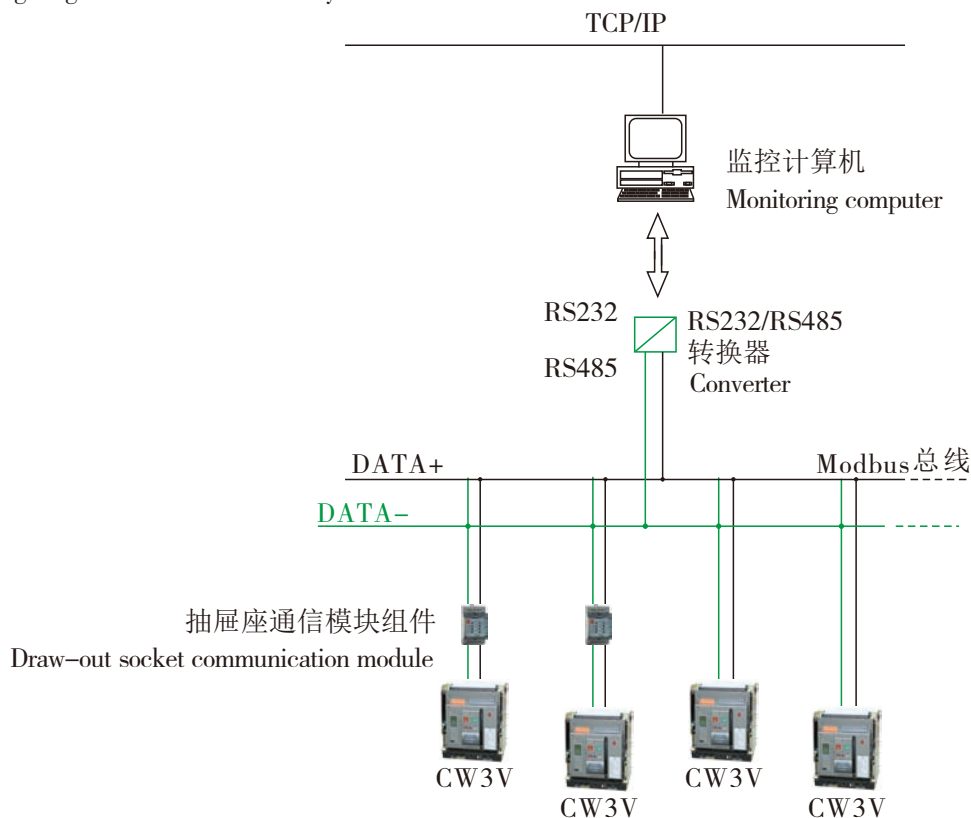 TCP/IP
监控计算机
Monitoring computer
RS232
RS232/RS485
转换器
RS485
Converter
DATA+
Modbus总线
DATA-
抽屉座通信模块组件
Draw-out socket communication module
CW3V
CW3V
CW3V
CW3V